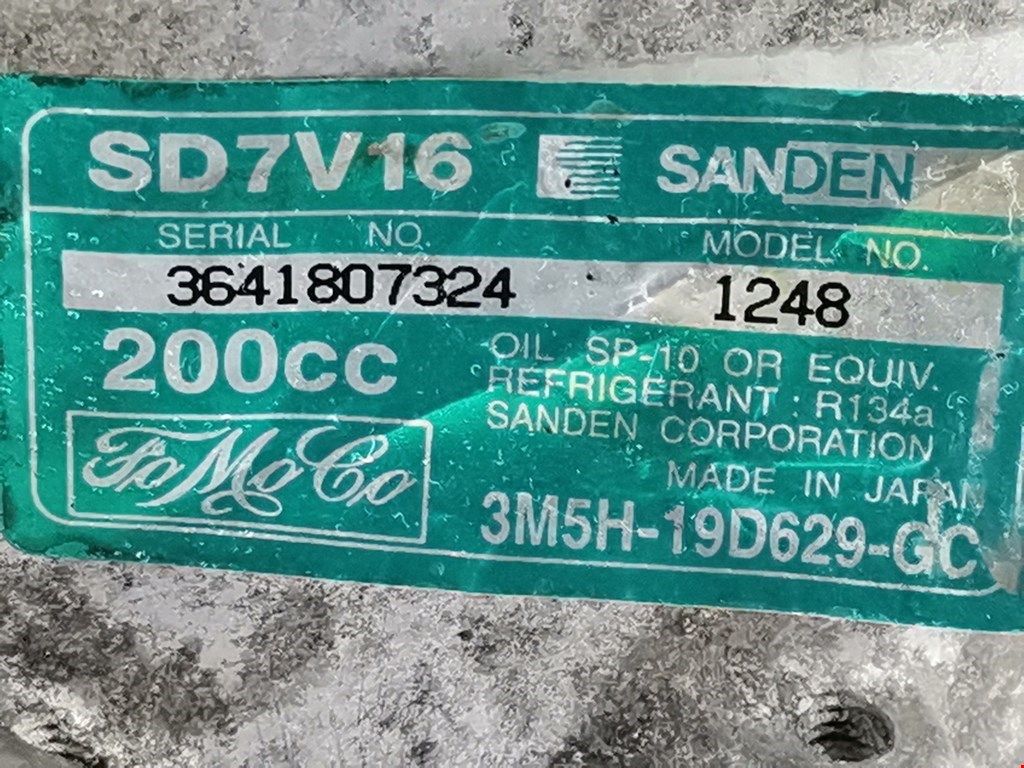 SD7V16 SANDEN
SERIAL NO. MODEL NO.
3641807324 1248
200cc
OIL SP-10 OR EQUIV.
REFRIGERANT : R134a
SANDEN CORPORATION
MADE IN JAPAN
FoMoCo
3M5H-19D629-GC